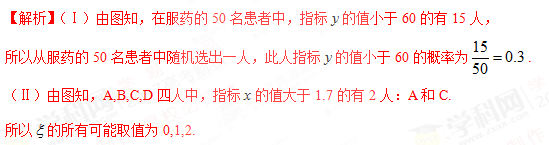 【解析】（Ⅰ）由图知，在服药的 50 名患者中，指标 y 的值小于 60 的有 15 人，
所以从服药的 50 名患者中随机选出一人，此人指标 y 的值小于 60 的概率为 15/50 = 0.3 .
（Ⅱ）由图知，A,B,C,D 四人中，指标 x 的值大于 1.7 的有 2 人：A 和 C.
所以 ξ 的所有可能取值为 0,1,2.